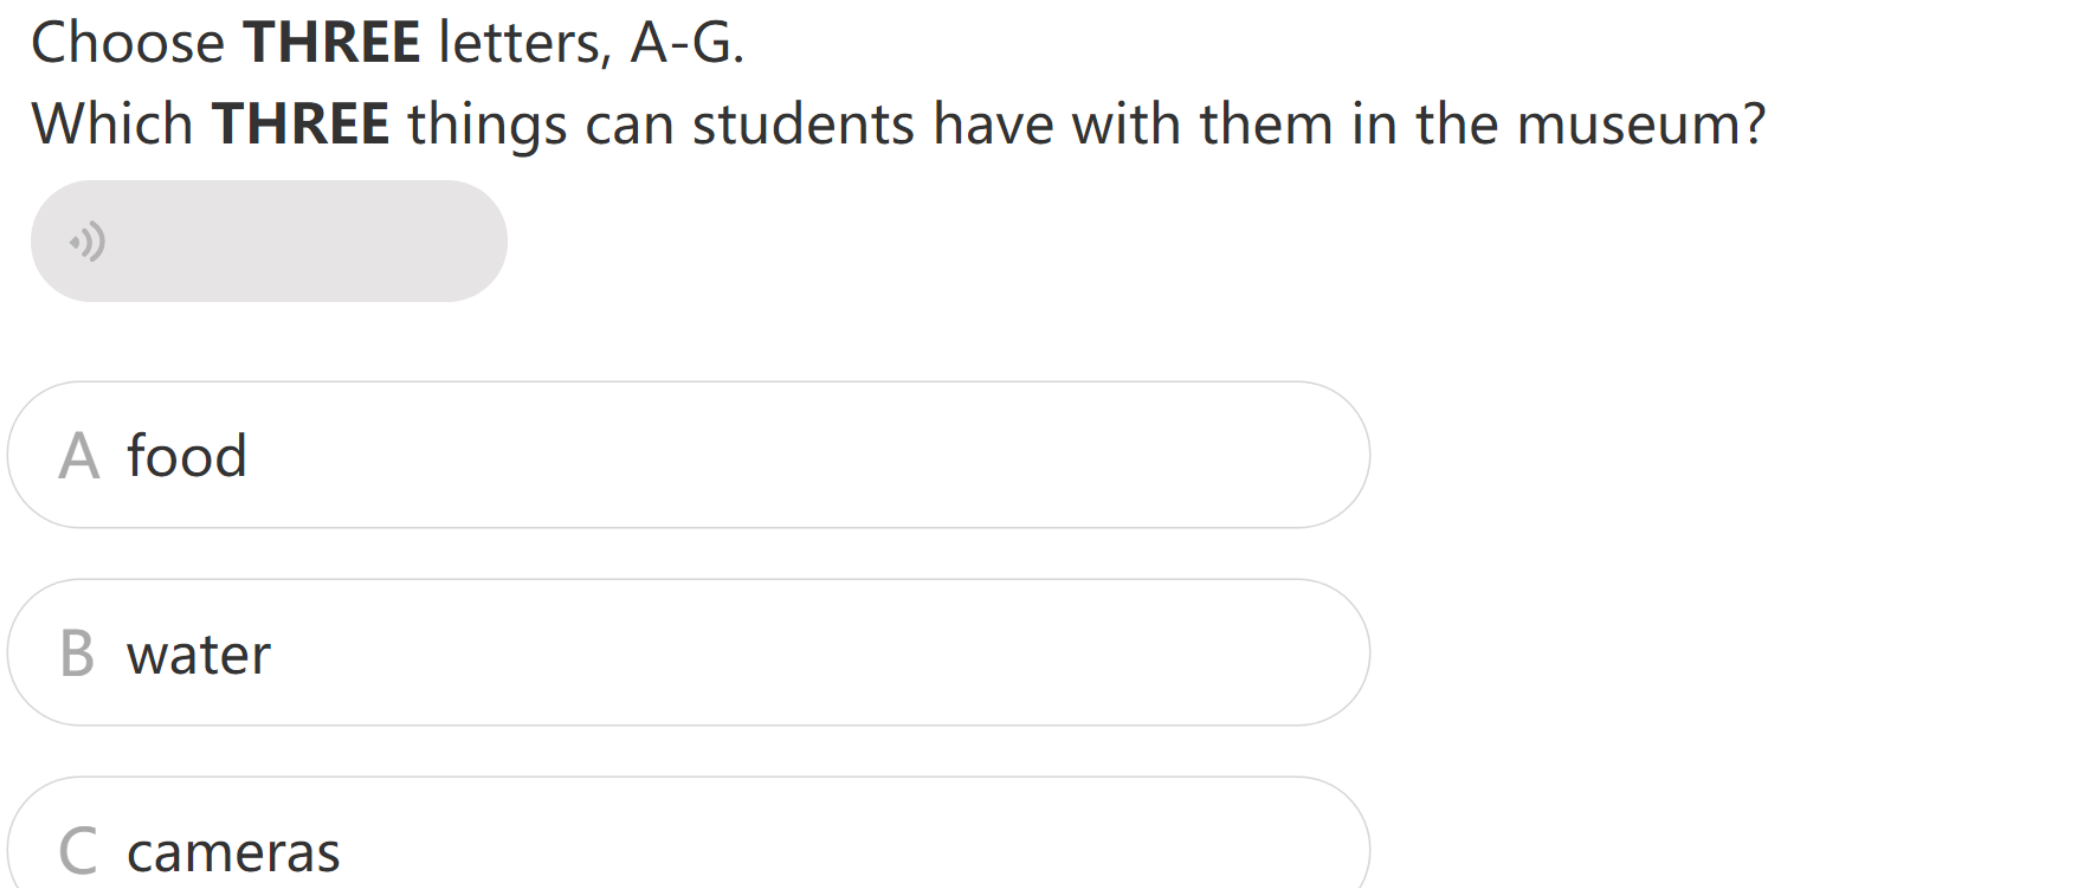 Choose THREE letters, A-G.
Which THREE things can students have with them in the museum?
A food
B water
C cameras